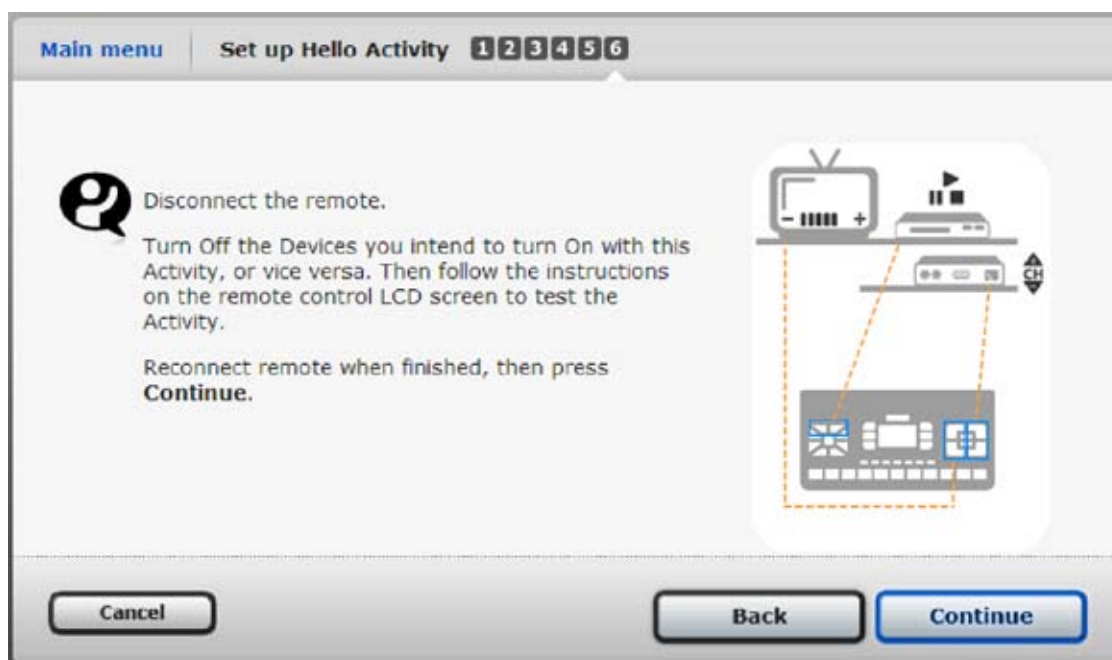 Main menu Set up Hello Activity 1 2 3 4 5 6
Disconnect the remote.
Turn Off the Devices you intend to turn On with this
Activity, or vice versa. Then follow the instructions
on the remote control LCD screen to test the
Activity.
Reconnect remote when finished, then press
Continue.
- +
CH
Cancel Back Continue